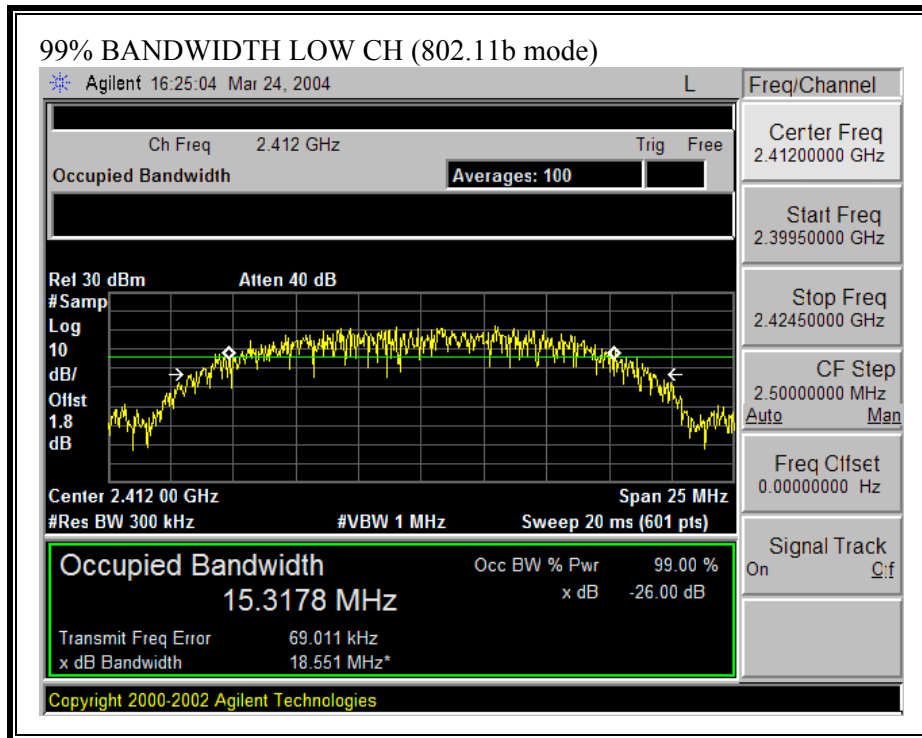 99% BANDWIDTH LOW CH (802.11b mode)
Agilent 16:25:04 Mar 24, 2004 L
Freq/Channel
Ch Freq 2.412 GHz Trig Free
Occupied Bandwidth Averages: 100
Center Freq
2.41200000 GHz
Start Freq
2.39950000 GHz
Stop Freq
2.42450000 GHz
CF Step
2.50000000 MHz
Auto Man
Freq Offset
0.00000000 Hz
Signal Track
On Off
Ref 30 dBm Atten 40 dB
#Samp
Log
10
dB/
Offst
1.8
dB
Center 2.412 00 GHz Span 25 MHz
#Res BW 300 kHz #VBW 1 MHz Sweep 20 ms (601 pts)
Occupied Bandwidth Occ BW % Pwr 99.00 %
15.3178 MHz x dB -26.00 dB
Transmit Freq Error 69.011 kHz
x dB Bandwidth 18.551 MHz*
Copyright 2000-2002 Agilent Technologies